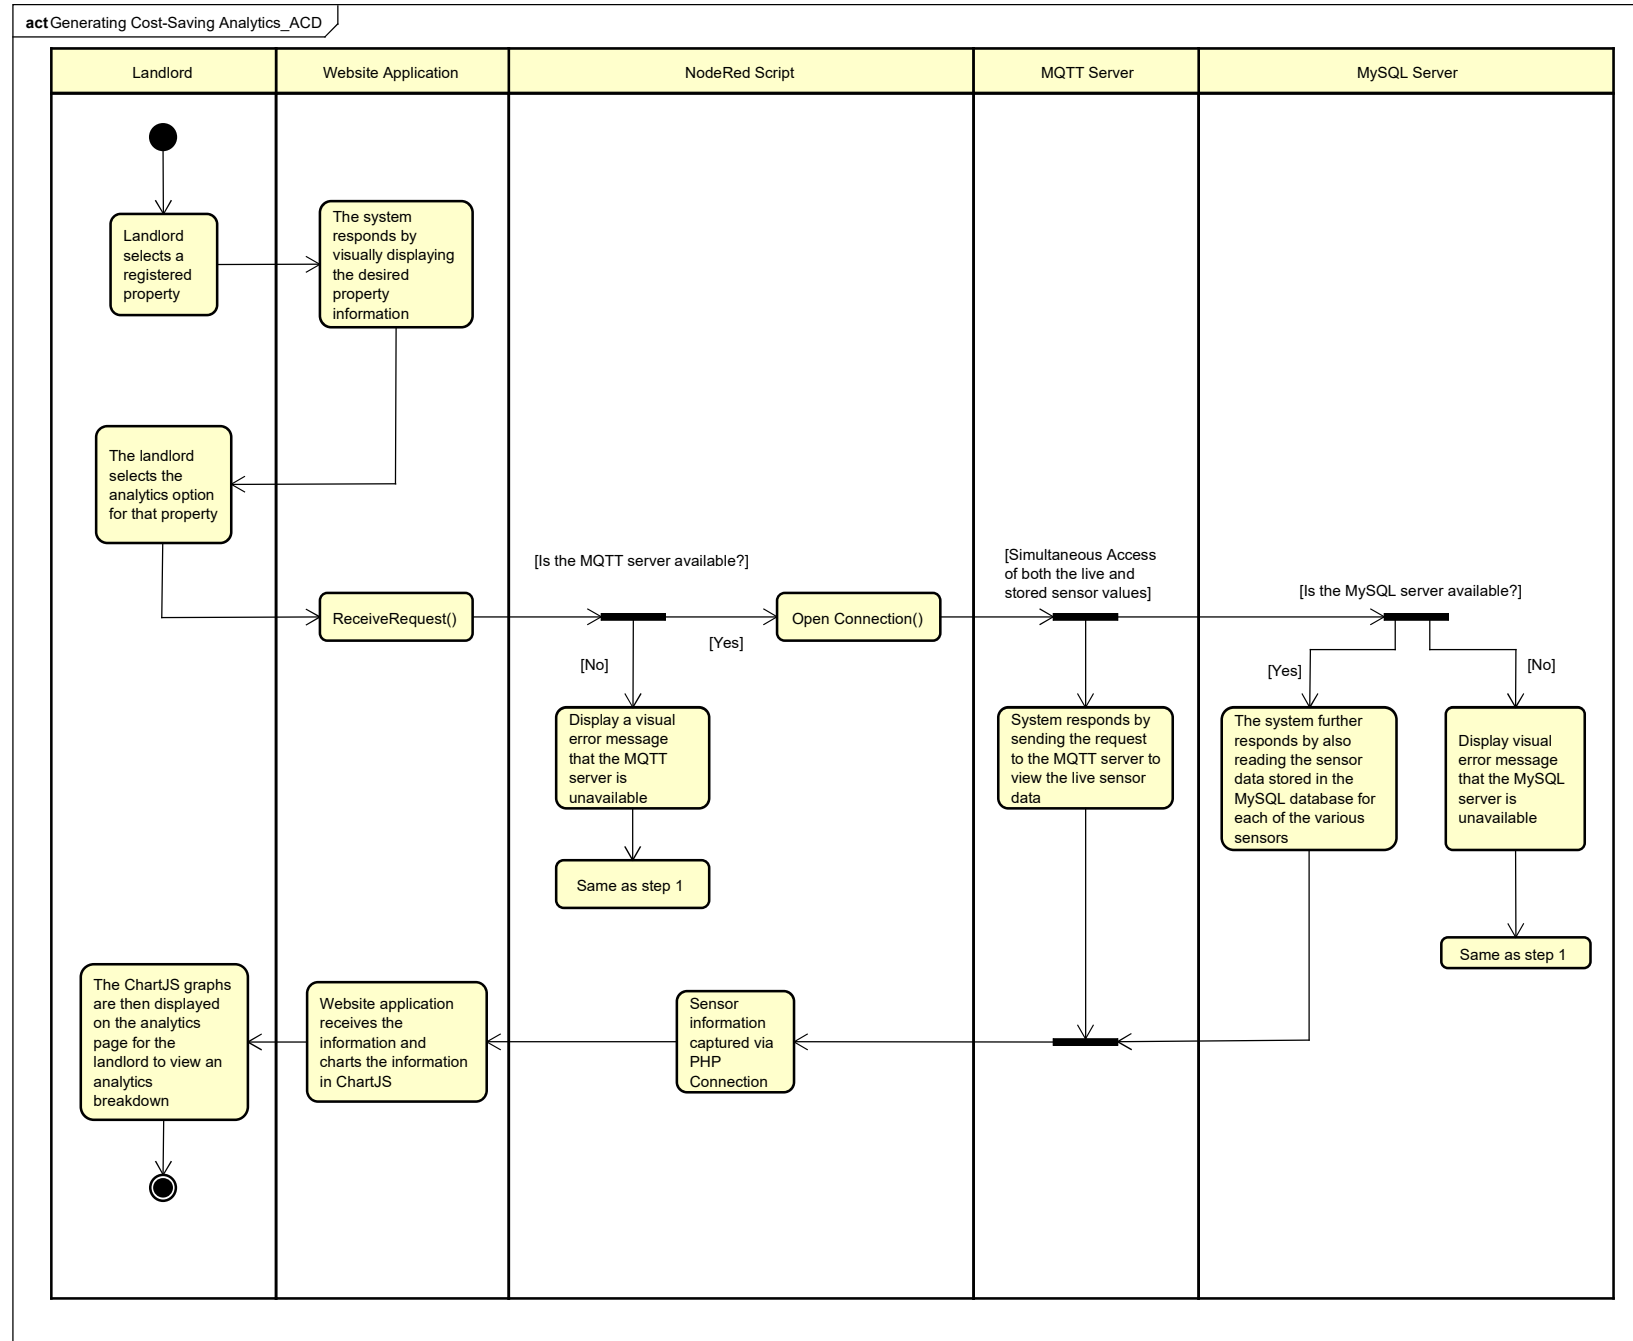 act Generating Cost-Saving Analytics_ACD
Landlord
Website Application
NodeRed Script
MQTT Server
MySQL Server
Landlord
selects a
registered
property
The system
responds by
visually displaying
the desired
property
information
The landlord
selects the
analytics option
for that property
ReceiveRequest()
[Is the MQTT server available?]
[Yes]
[No]
Open Connection()
[Simultaneous Access
of both the live and
stored sensor values]
[Is the MySQL server available?]
[Yes]
[No]
Display a visual
error message
that the MQTT
server is
unavailable
Same as step 1
System responds by
sending the request
to the MQTT server to
view the live sensor
data
The system further
responds by also
reading the sensor
data stored in the
MySQL database for
each of the various
sensors
Display visual
error message
that the MySQL
server is
unavailable
Same as step 1
The ChartJS graphs
are then displayed
on the analytics
page for the
landlord to view an
analytics
breakdown
Website application
receives the
information and
charts the information
in ChartJS
Sensor
information
captured via
PHP
Connection